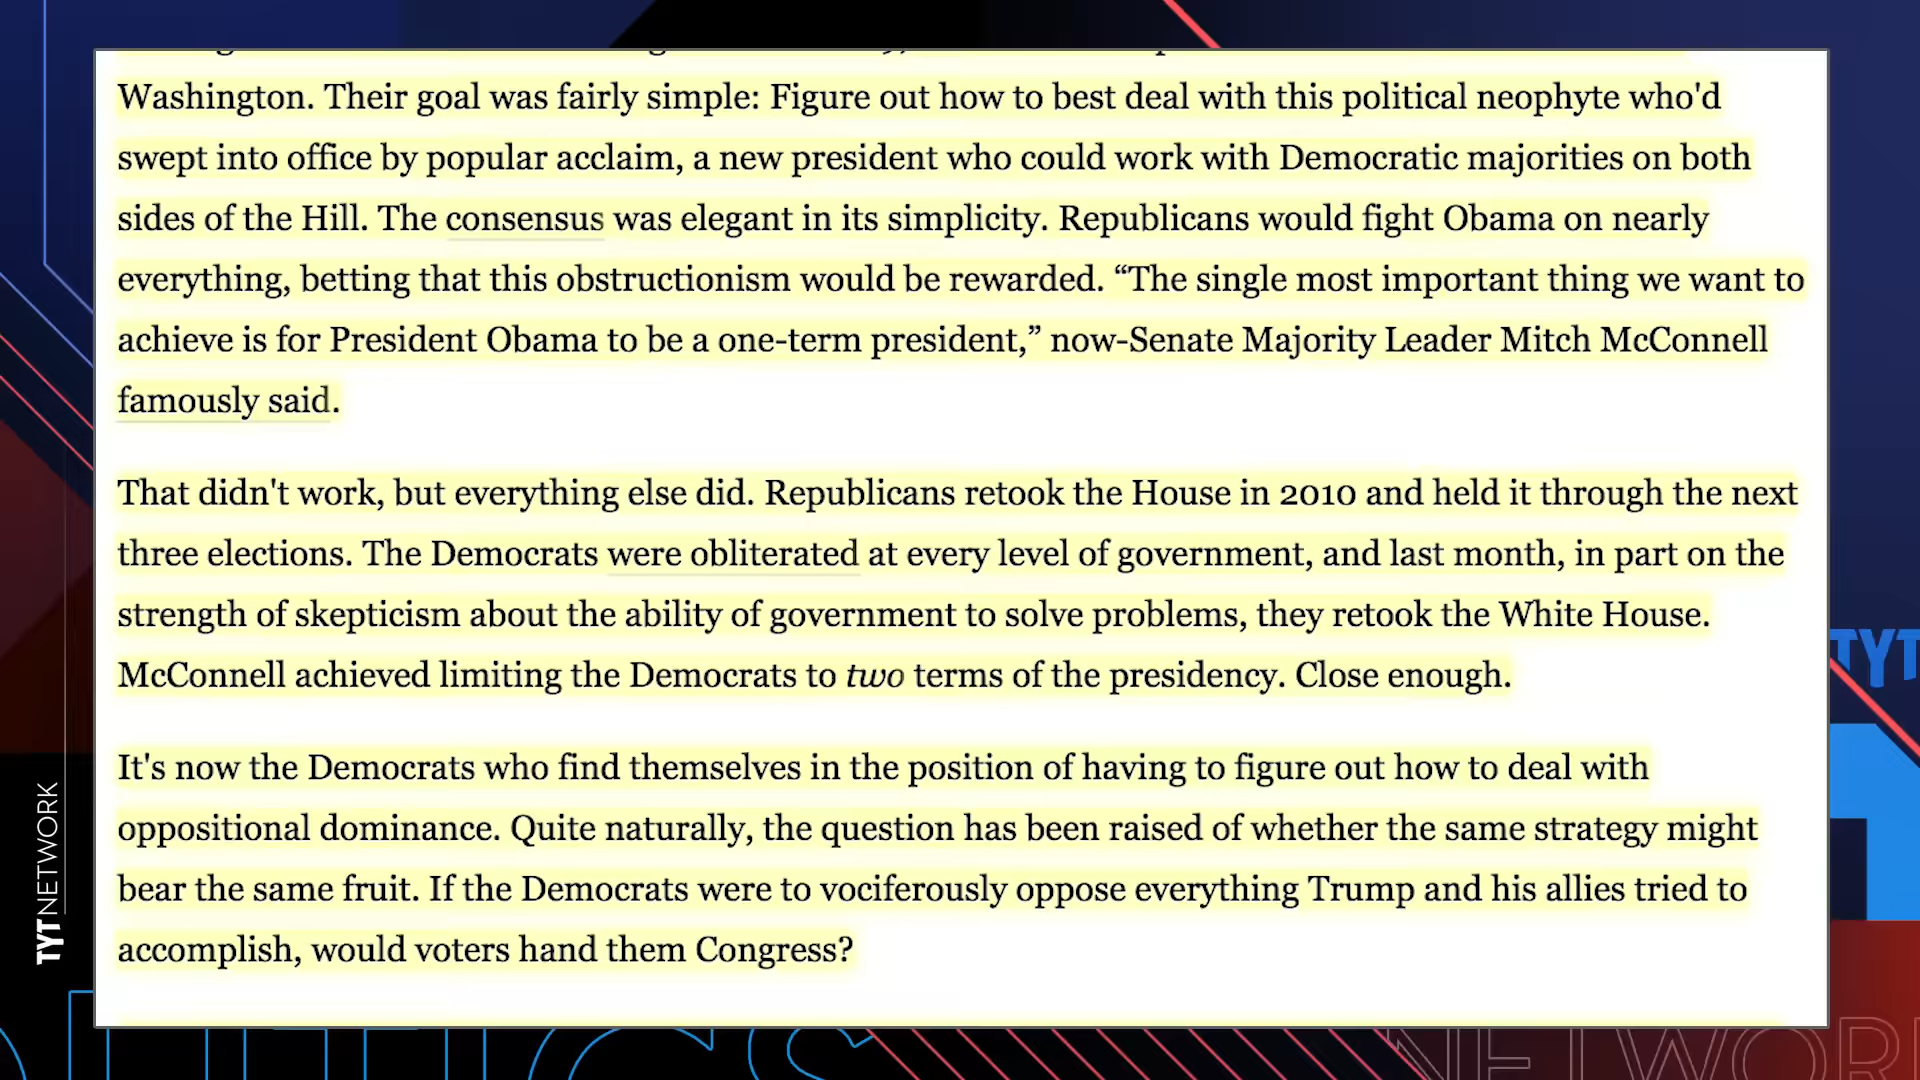 Washington. Their goal was fairly simple: Figure out how to best deal with this political neophyte who'd
swept into office by popular acclaim, a new president who could work with Democratic majorities on both
sides of the Hill. The consensus was elegant in its simplicity. Republicans would fight Obama on nearly
everything, betting that this obstructionism would be rewarded. “The single most important thing we want to
achieve is for President Obama to be a one-term president,” now-Senate Majority Leader Mitch McConnell
famously said.
That didn't work, but everything else did. Republicans retook the House in 2010 and held it through the next
three elections. The Democrats were obliterated at every level of government, and last month, in part on the
strength of skepticism about the ability of government to solve problems, they retook the White House.
McConnell achieved limiting the Democrats to two terms of the presidency. Close enough.
It's now the Democrats who find themselves in the position of having to figure out how to deal with
oppositional dominance. Quite naturally, the question has been raised of whether the same strategy might
bear the same fruit. If the Democrats were to vociferously oppose everything Trump and his allies tried to
accomplish, would voters hand them Congress?
TYTNETWORK
TYT
NETWOR